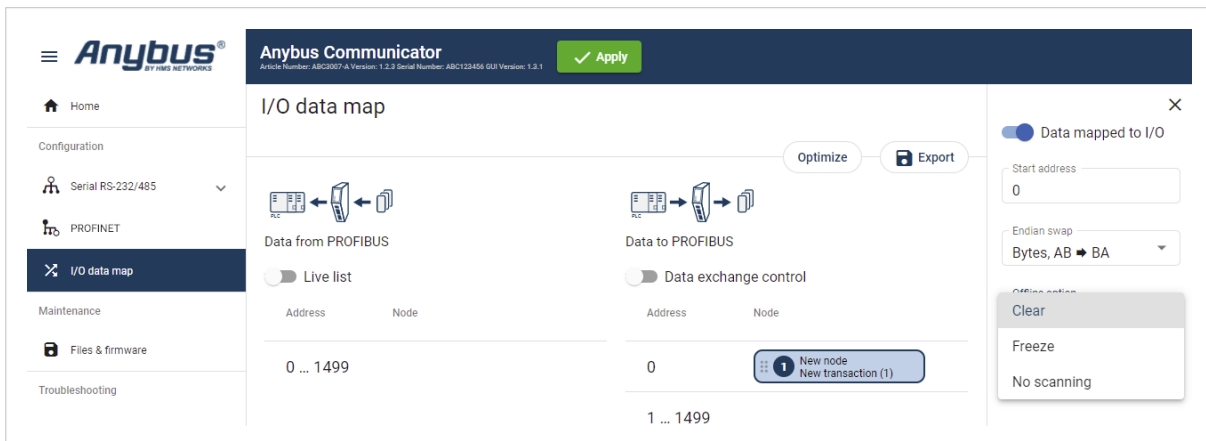 Anybus®
BY HMS NETWORKS
Anybus Communicator
Article Number: ABC3007-A Version: 1.2.3 Serial Number: ABC123456 GUI Version: 1.3.1
Apply
Home
Configuration
Serial RS-232/485
PROFINET
I/O data map
Maintenance
Files & firmware
Troubleshooting
I/O data map
Optimize
Export
PLC
Data from PROFIBUS
Live list
Address Node
0 ... 1499
PLC
Data to PROFIBUS
Data exchange control
Address Node
0
1
New node
New transaction (1)
1 ... 1499
Data mapped to I/O
Start address
0
Endian swap
Bytes, AB ➡ BA
Offline option
Clear
Freeze
No scanning